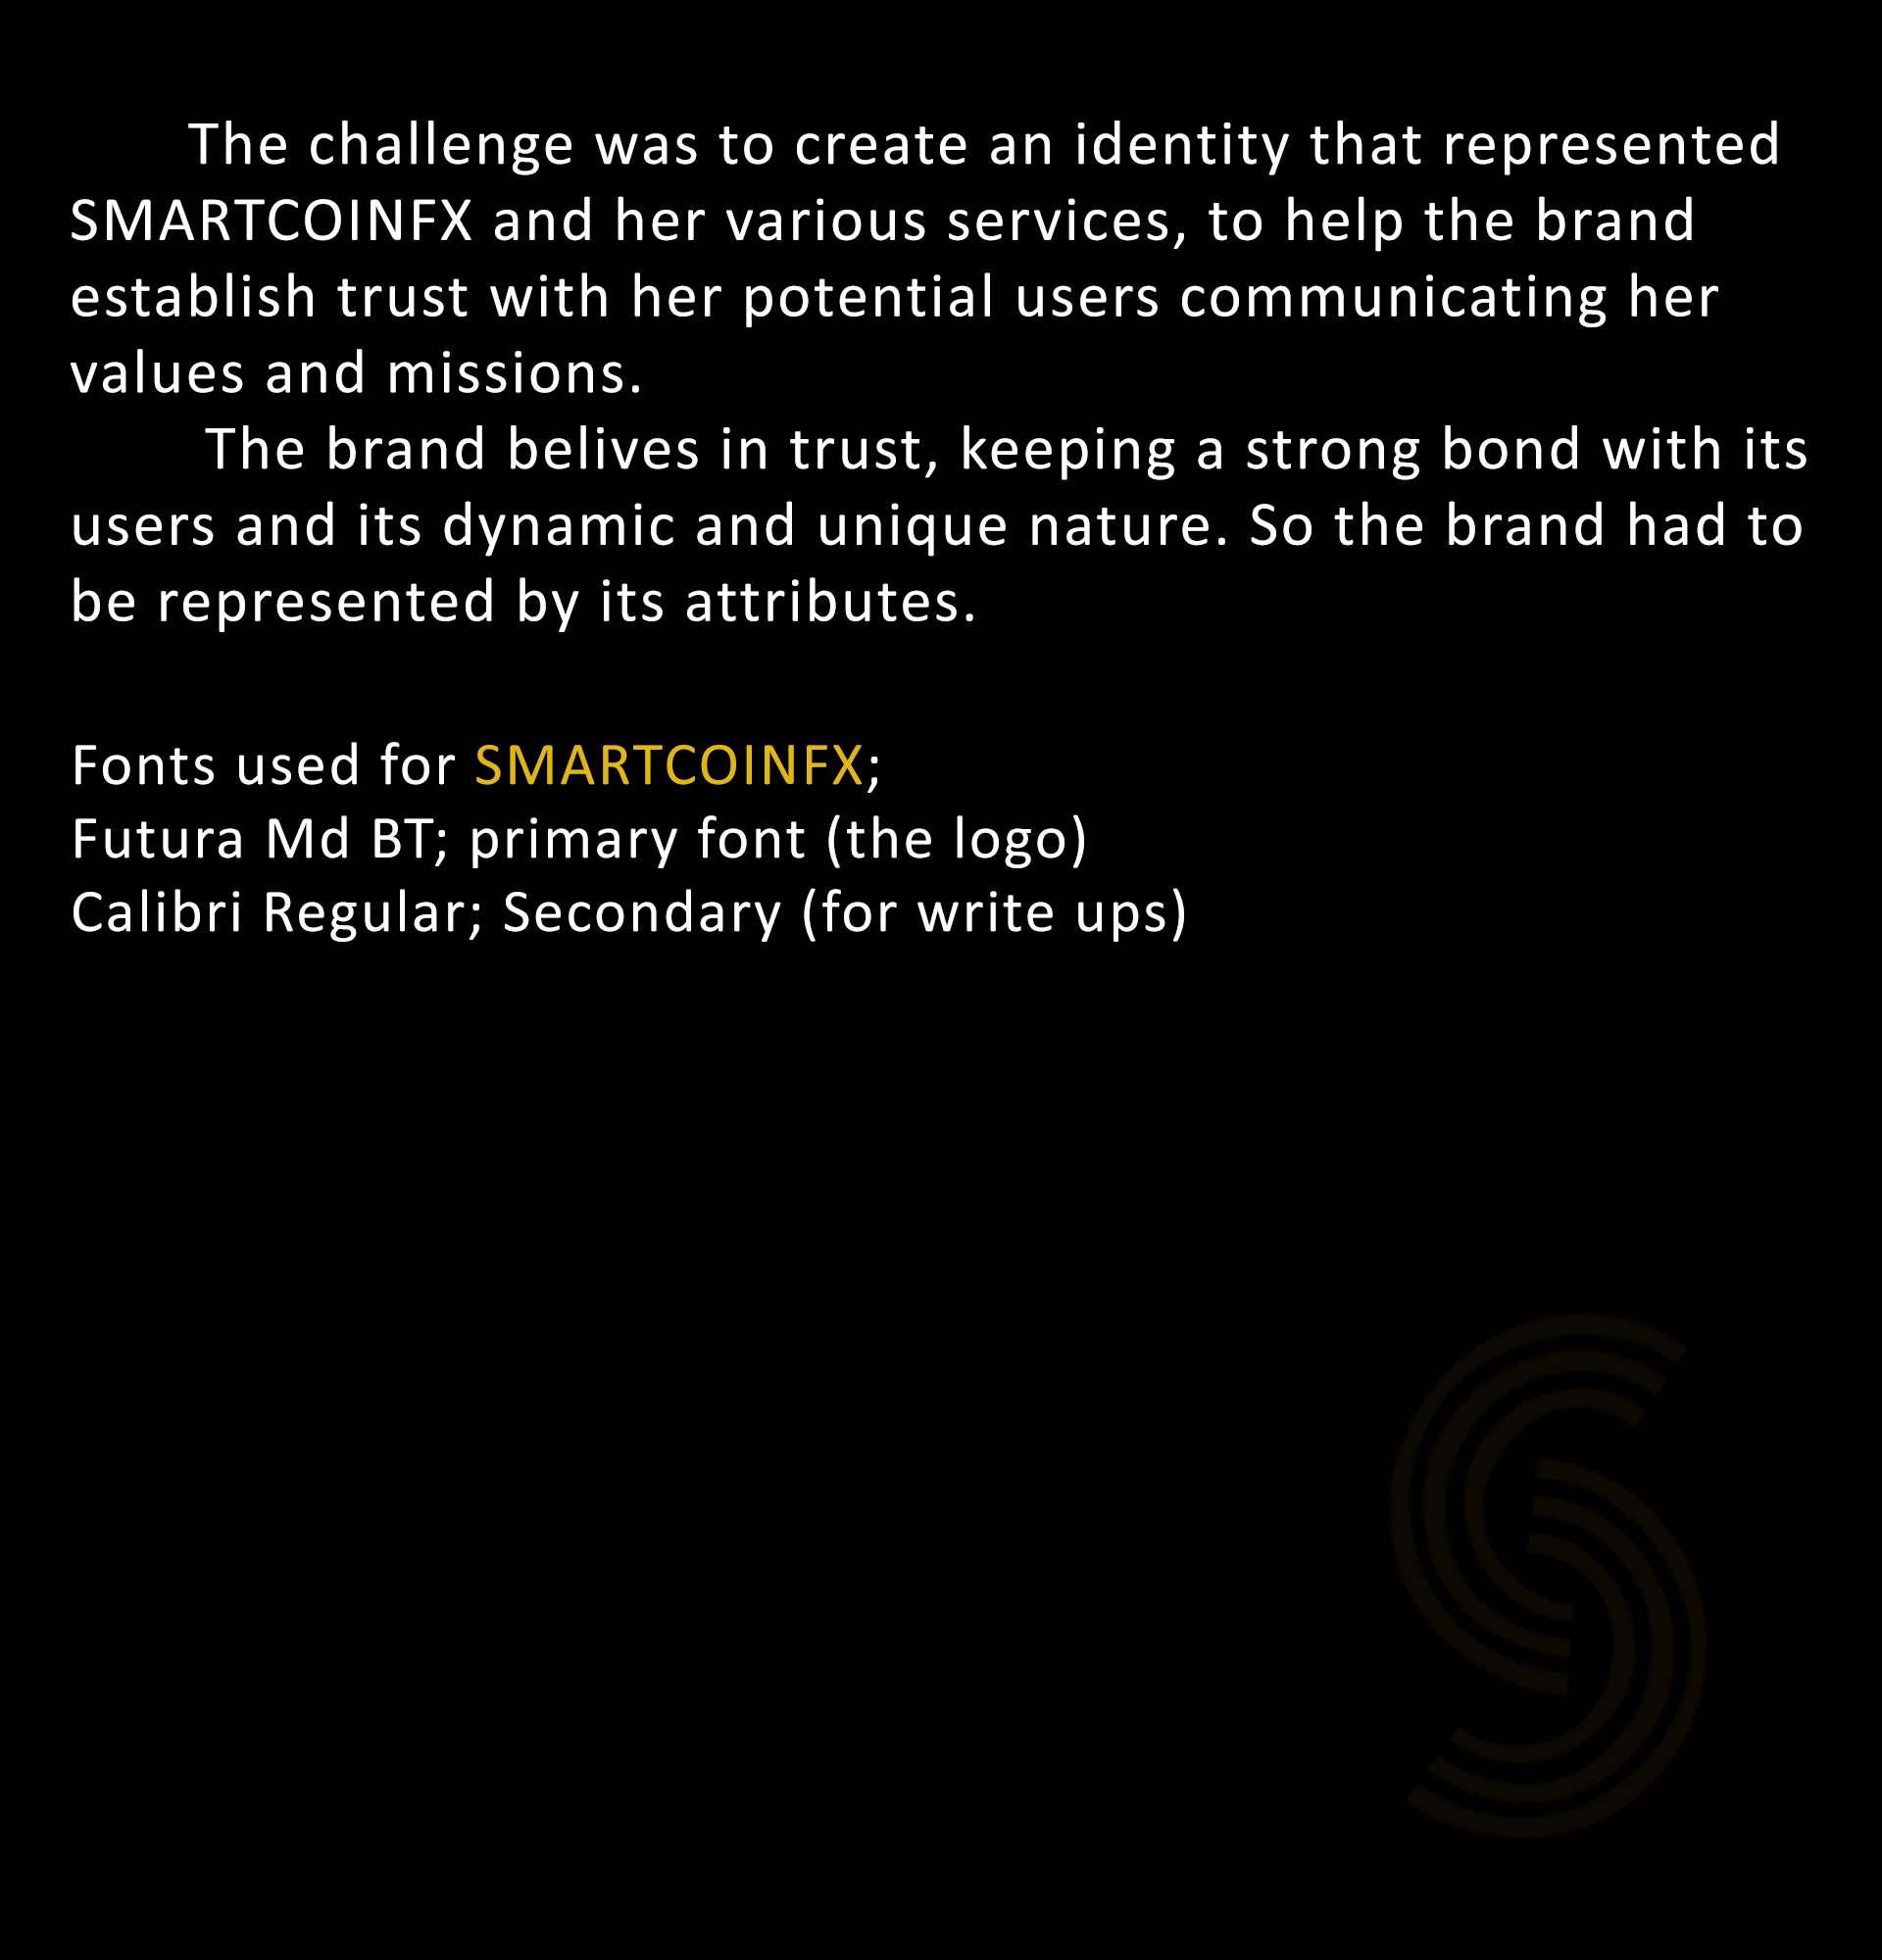 The challenge was to create an identity that represented
SMARTCOINFX and her various services, to help the brand
establish trust with her potential users communicating her
values and missions.
The brand belives in trust, keeping a strong bond with its
users and its dynamic and unique nature. So the brand had to
be represented by its attributes.
Fonts used for SMARTCOINFX;
Futura Md BT; primary font (the logo)
Calibri Regular; Secondary (for write ups)